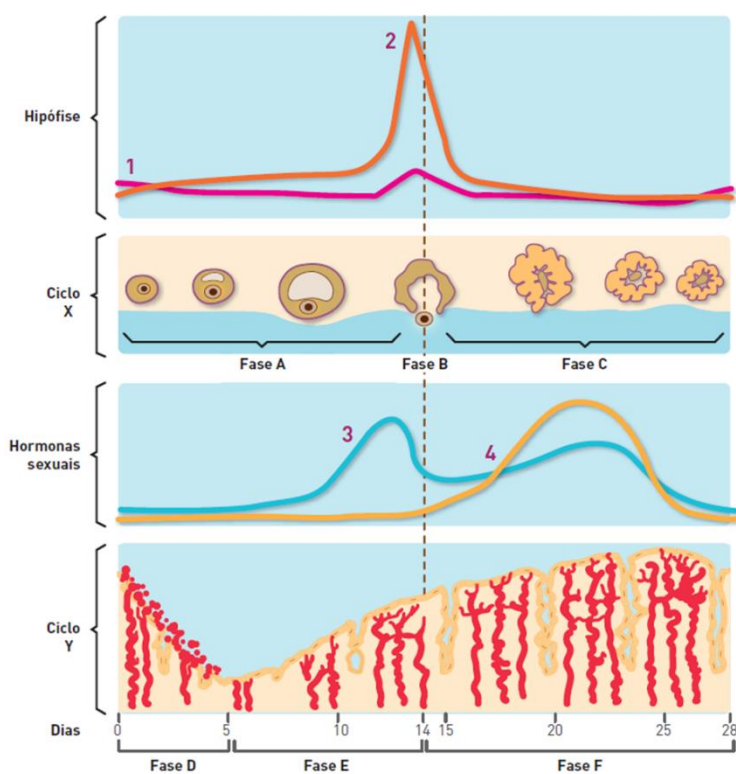 2
Hipófise
1
Ciclo
X
Fase A
Fase B
Fase C
3
4
Hormonas
sexuais
Ciclo
Y
Dias
0
5
10
14
15
20
25
28
Fase D
Fase E
Fase F